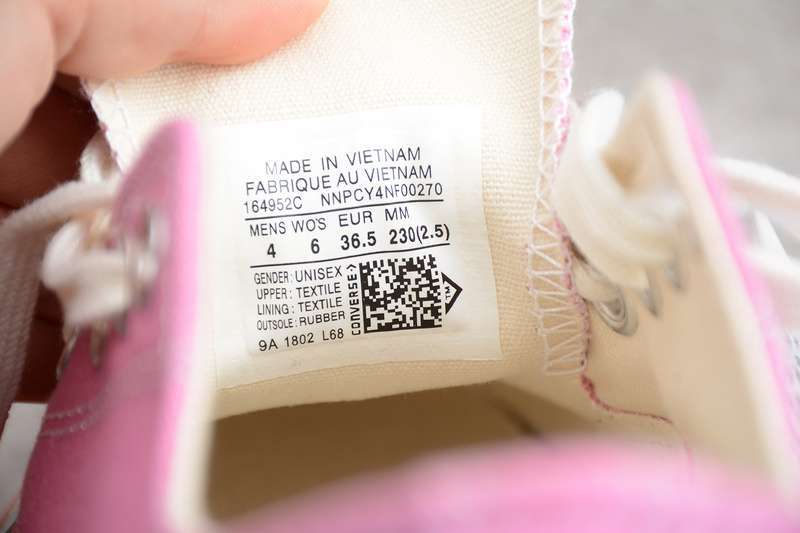 MADE IN VIETNAM
FABRIQUE AU VIETNAM
164952C NNPCY4NF00270
MENS WO'S EUR MM
4 6 36.5 230(2.5)
GENDER: UNISEX
UPPER: TEXTILE
LINING: TEXTILE
OUTSOLE: RUBBER
9A 1802 L68
CONVERSE
TM